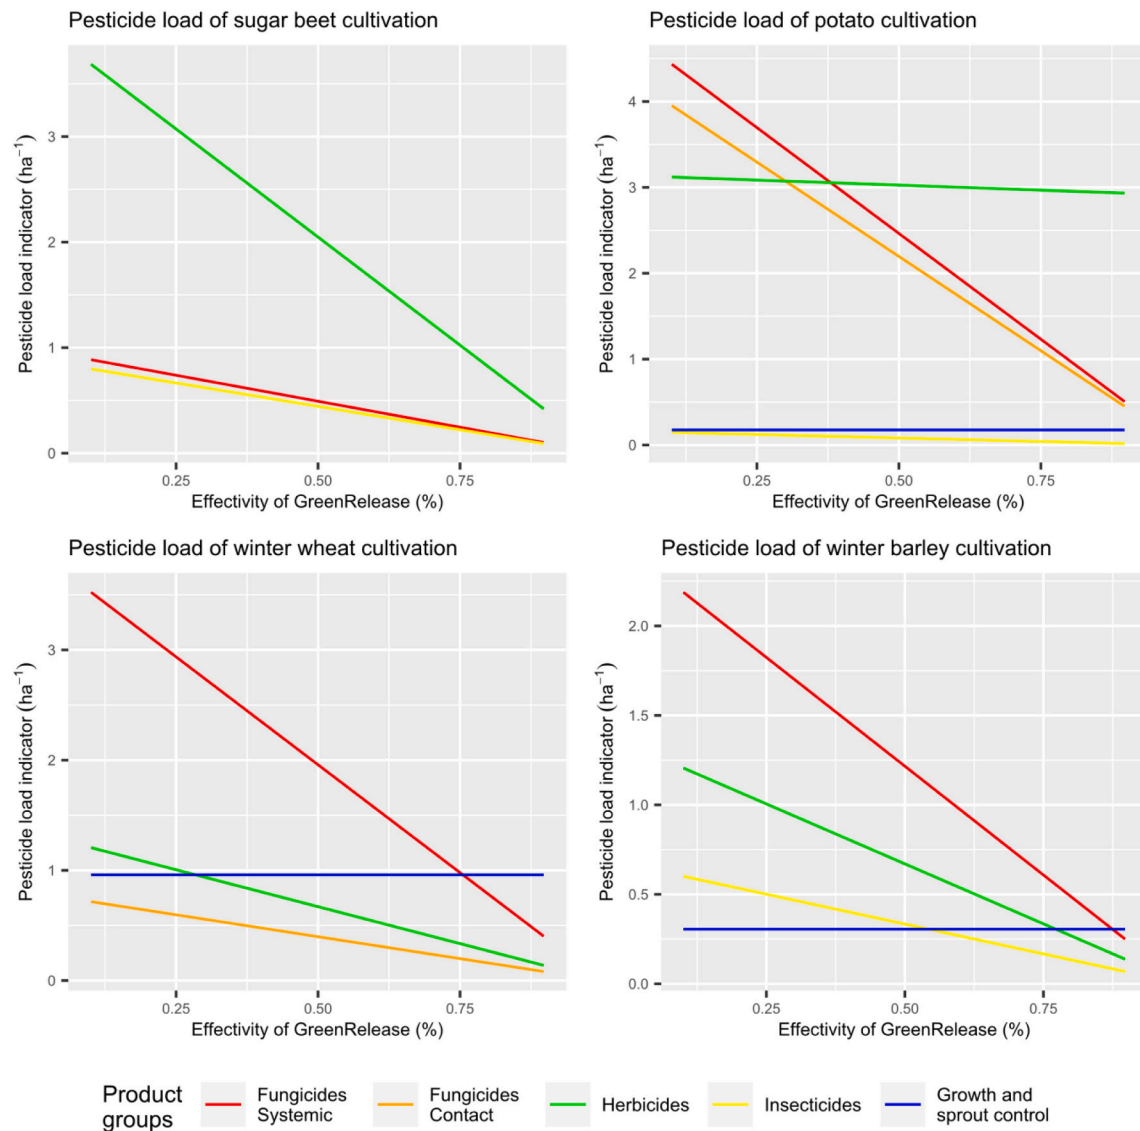 Pesticide load of sugar beet cultivation
Pesticide load indicator (ha⁻¹)
3
2
1
0
0.25 0.50 0.75
Effectivity of GreenRelease (%)
Pesticide load of potato cultivation
Pesticide load indicator (ha⁻¹)
4
3
2
1
0
0.25 0.50 0.75
Effectivity of GreenRelease (%)
Pesticide load of winter wheat cultivation
Pesticide load indicator (ha⁻¹)
3
2
1
0
0.25 0.50 0.75
Effectivity of GreenRelease (%)
Pesticide load of winter barley cultivation
Pesticide load indicator (ha⁻¹)
2.0
1.5
1.0
0.5
0.0
0.25 0.50 0.75
Effectivity of GreenRelease (%)
Product
groups
Fungicides
Systemic
Fungicides
Contact
Herbicides
Insecticides
Growth and
sprout control